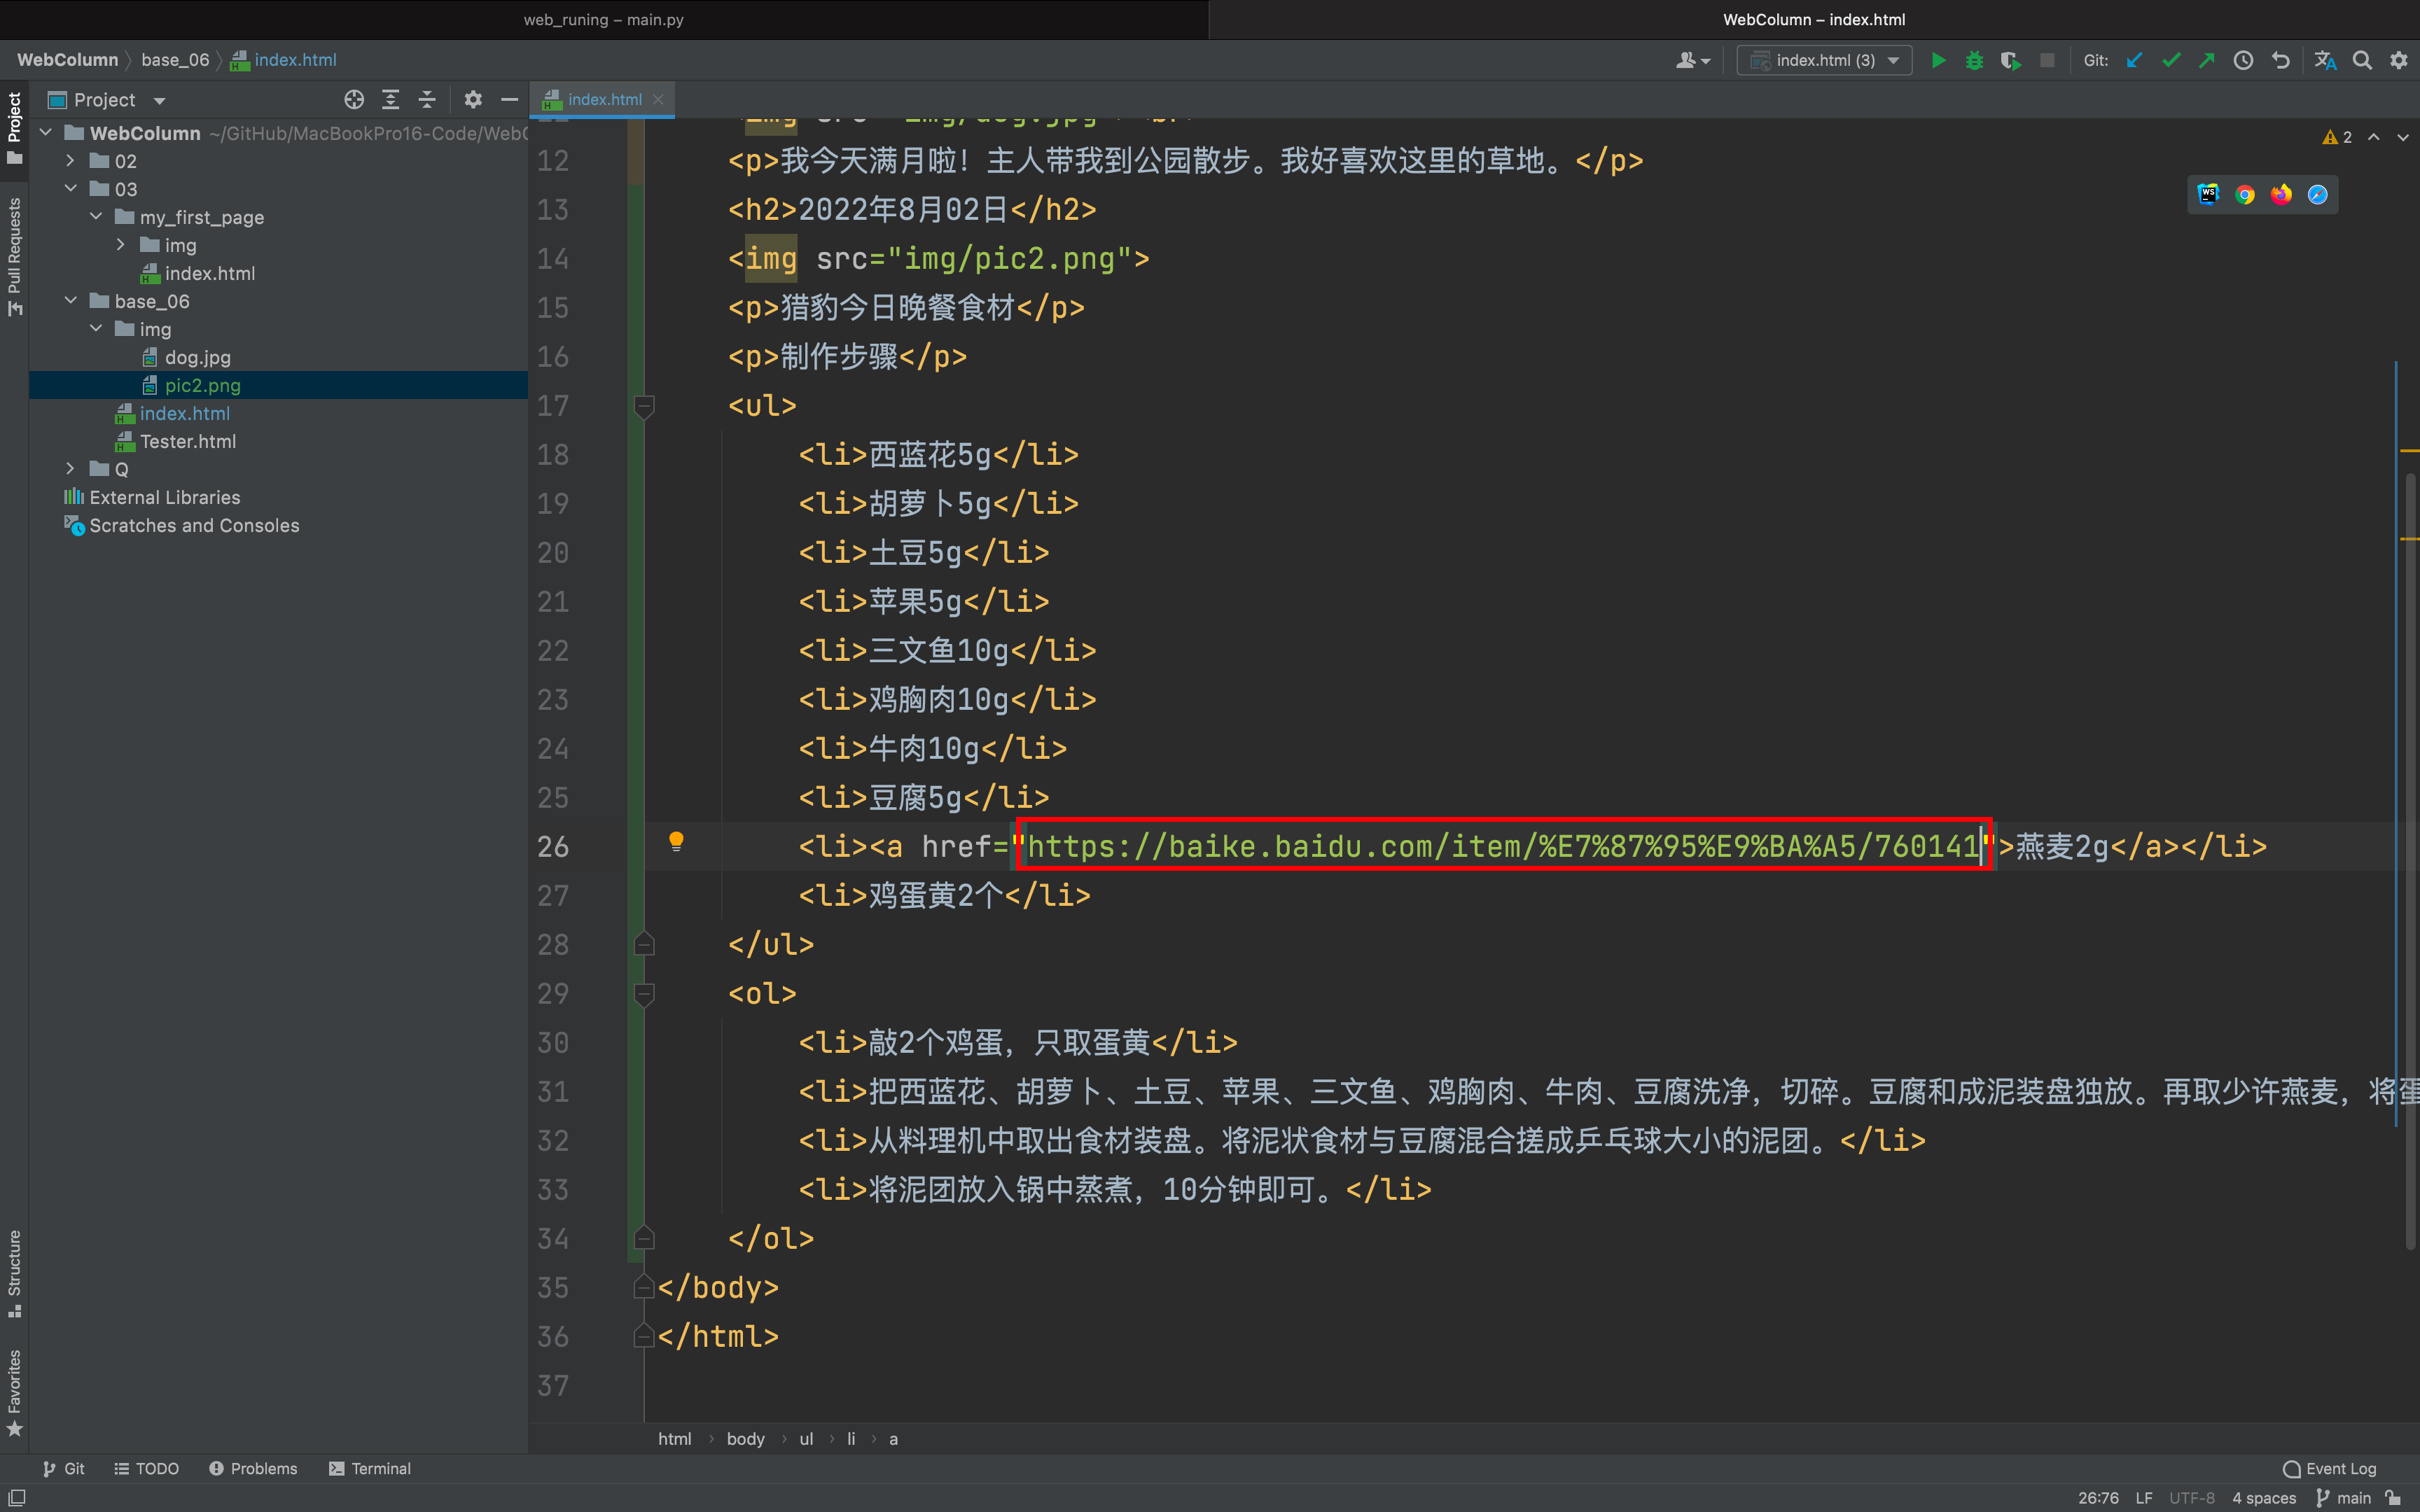 web_runing – main.py
WebColumn – index.html
WebColumn base_06 index.html
index.html (3)
Git:
Project
index.html
Project
Pull Requests
Structure
Favorites
WebColumn ~/GitHub/MacBookPro16-Code/WebC
02
03
my_first_page
img
index.html
base_06
img
dog.jpg
pic2.png
index.html
Tester.html
Q
External Libraries
Scratches and Consoles
2
12 <p>我今天满月啦！主人带我到公园散步。我好喜欢这里的草地。</p>
13 <h2>2022年8月02日</h2>
14 <img src="img/pic2.png">
15 <p>猎豹今日晚餐食材</p>
16 <p>制作步骤</p>
17 <ul>
18 <li>西蓝花5g</li>
19 <li>胡萝卜5g</li>
20 <li>土豆5g</li>
21 <li>苹果5g</li>
22 <li>三文鱼10g</li>
23 <li>鸡胸肉10g</li>
24 <li>牛肉10g</li>
25 <li>豆腐5g</li>
26 <li><a href="https://baike.baidu.com/item/%E7%87%95%E9%BA%A5/760141">燕麦2g</a></li>
27 <li>鸡蛋黄2个</li>
28 </ul>
29 <ol>
30 <li>敲2个鸡蛋，只取蛋黄</li>
31 <li>把西蓝花、胡萝卜、土豆、苹果、三文鱼、鸡胸肉、牛肉、豆腐洗净，切碎。豆腐和成泥装盘独放。再取少许燕麦，将蛋
32 <li>从料理机中取出食材装盘。将泥状食材与豆腐混合搓成乒乓球大小的泥团。</li>
33 <li>将泥团放入锅中蒸煮，10分钟即可。</li>
34 </ol>
35 </body>
36 </html>
37
html › body › ul › li › a
Git TODO Problems Terminal
Event Log
26:76 LF UTF-8 4 spaces main